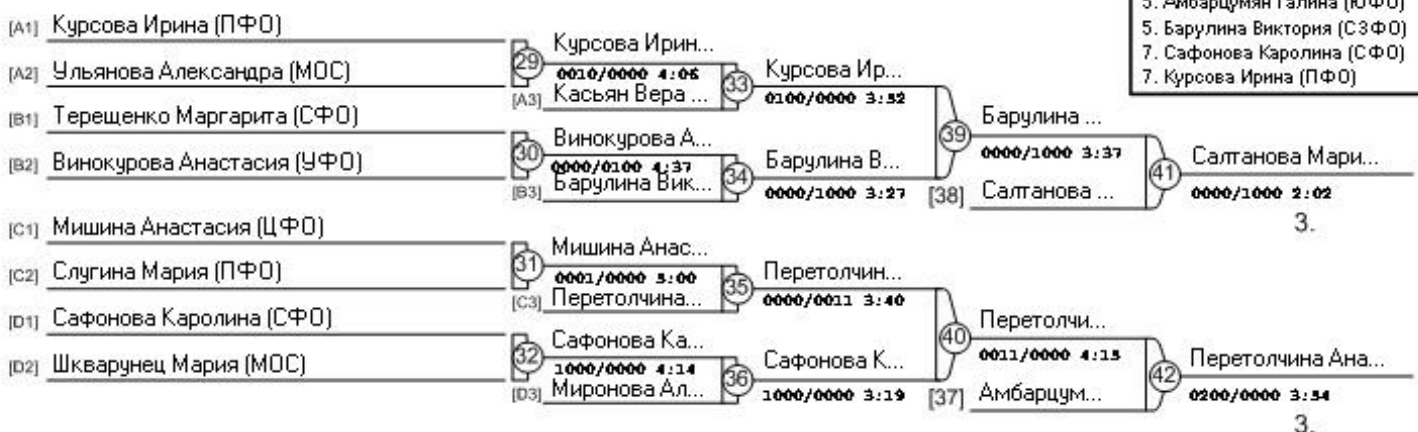 5. Амбарцумян Галина (ЮФО)
5. Барулина Виктория (СЗФО)
7. Сафонова Каролина (СФО)
7. Курсова Ирина (ПФО)
[A1] Курсова Ирина (ПФО)
[A2] Ульянова Александра (МОС)
29
Курсова Ирин...
0010/0000 4:06
[A3] Касьян Вера ...
33
Курсова Ир...
0100/0000 3:52
[B1] Терещенко Маргарита (СФО)
[B2] Винокурова Анастасия (УФО)
30
Винокурова А...
0000/0100 4:37
[B3] Барулина Вик...
34
Барулина В...
0000/1000 3:27
39
Барулина ...
0000/1000 3:37
[38] Салтанова ...
41
Салтанова Мари...
0000/1000 2:02
3.
[C1] Мишина Анастасия (ЦФО)
[C2] Слугина Мария (ПФО)
31
Мишина Анас...
0001/0000 5:00
[C3] Перетолчина...
35
Перетолчин...
0000/0011 3:40
[D1] Сафонова Каролина (СФО)
[D2] Шкварунец Мария (МОС)
32
Сафонова Ка...
1000/0000 4:14
[D3] Миронова Ал...
36
Сафонова К...
1000/0000 3:19
40
Перетолчи...
0011/0000 4:15
[37] Амбарцум...
42
Перетолчина Ана...
0200/0000 3:54
3.